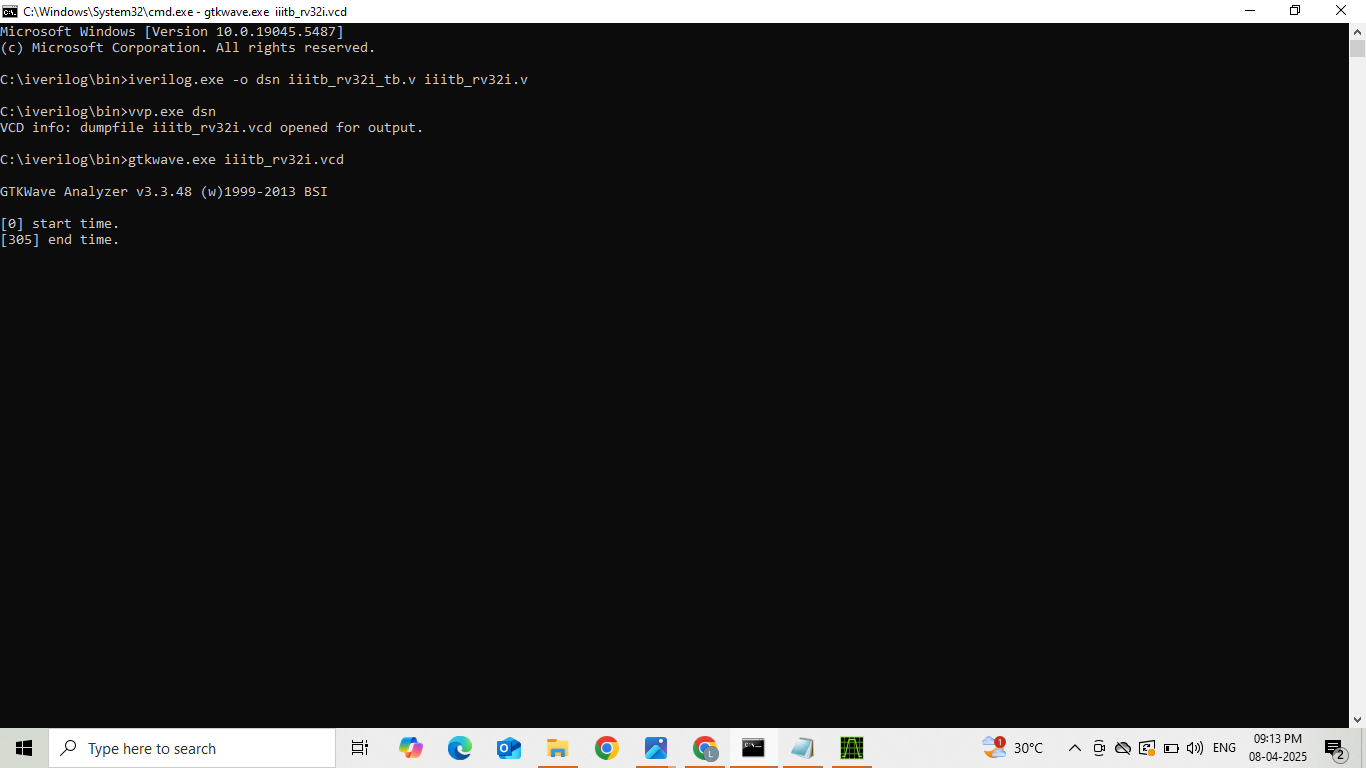 C:\Windows\System32\cmd.exe - gtkwave.exe iiitb_rv32i.vcd
Microsoft Windows [Version 10.0.19045.5487]
(c) Microsoft Corporation. All rights reserved.
C:\iverilog\bin>iverilog.exe -o dsn iiitb_rv32i_tb.v iiitb_rv32i.v
C:\iverilog\bin>vvp.exe dsn
VCD info: dumpfile iiitb_rv32i.vcd opened for output.
C:\iverilog\bin>gtkwave.exe iiitb_rv32i.vcd
GTKWave Analyzer v3.3.48 (w)1999-2013 BSI
[0] start time.
[305] end time.
Type here to search
L
1
30°C
ENG
09:13 PM
08-04-2025
2